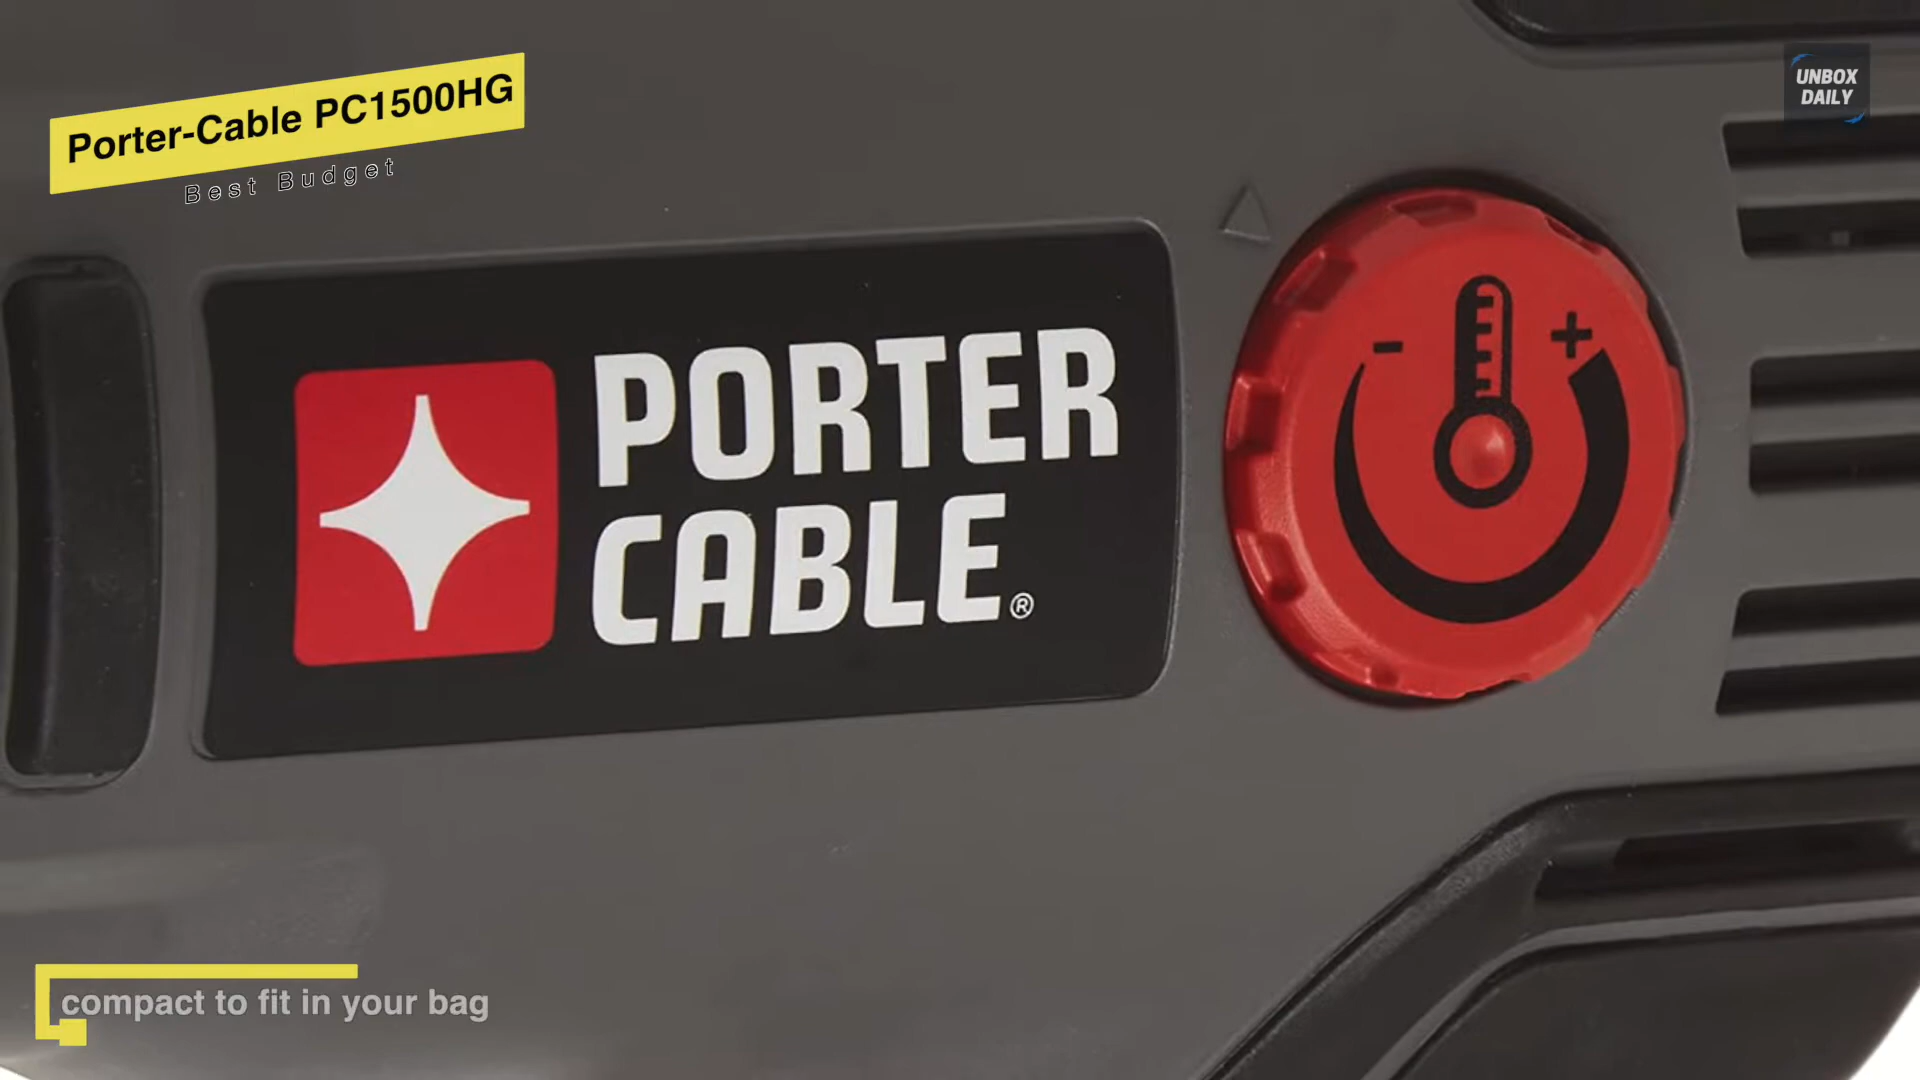 Porter-Cable PC1500HG
Best Budget
UNBOX
DAILY
PORTER
CABLE®
- +
compact to fit in your bag